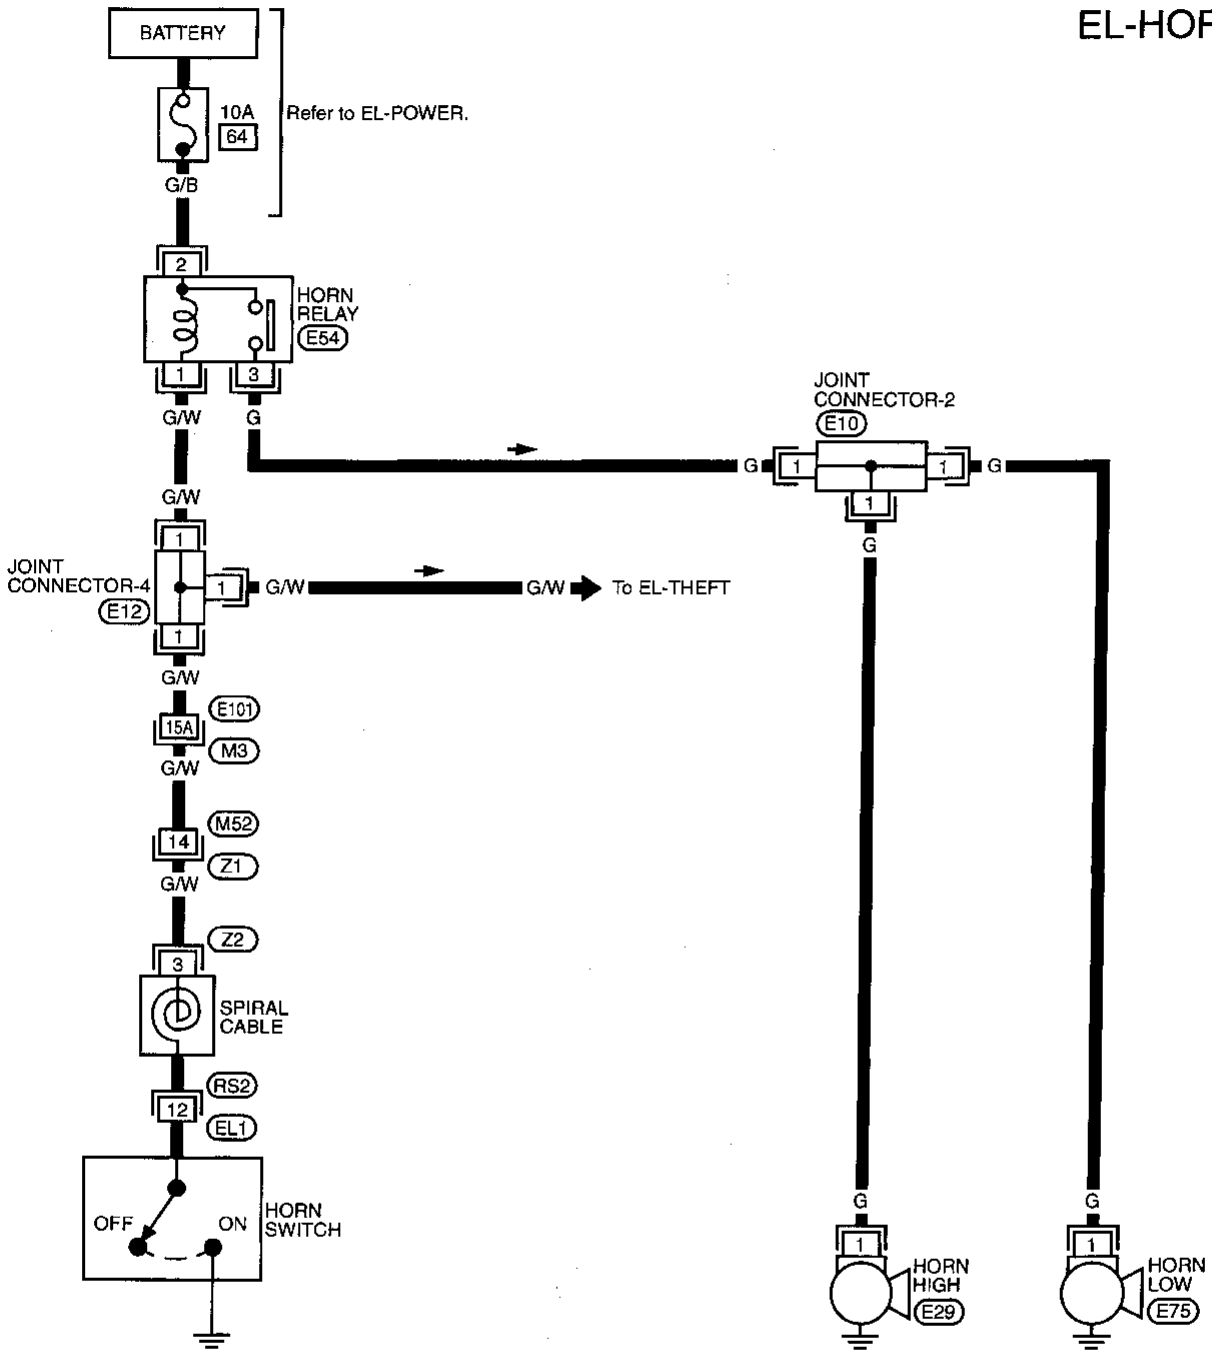 EL-HOR
BATTERY
10A
64
Refer to EL-POWER.
G/B
2
HORN
RELAY
E54
1
3
G/W
G
JOINT
CONNECTOR-2
E10
G
1
1
G
1
G
G/W
1
JOINT
CONNECTOR-4
E12
1
G/W
G/W
To EL-THEFT
1
G/W
E101
15A
M3
G/W
M52
14
Z1
G/W
Z2
3
SPIRAL
CABLE
RS2
12
EL1
OFF
ON
HORN
SWITCH
G
1
HORN
HIGH
E29
G
1
HORN
LOW
E75